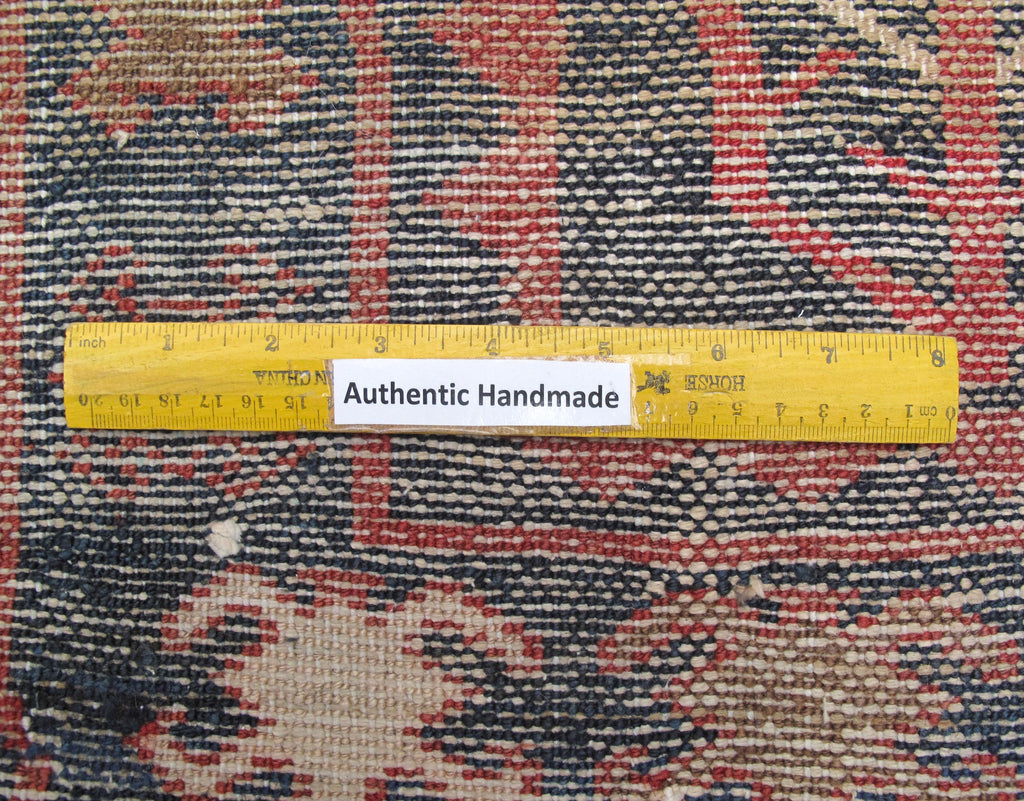 inch 1 2 3 4 5 6 7 8
Authentic Handmade
HORSE
IN CHINA
cm 0 1 2 3 4 5 6 15 16 17 18 19 20